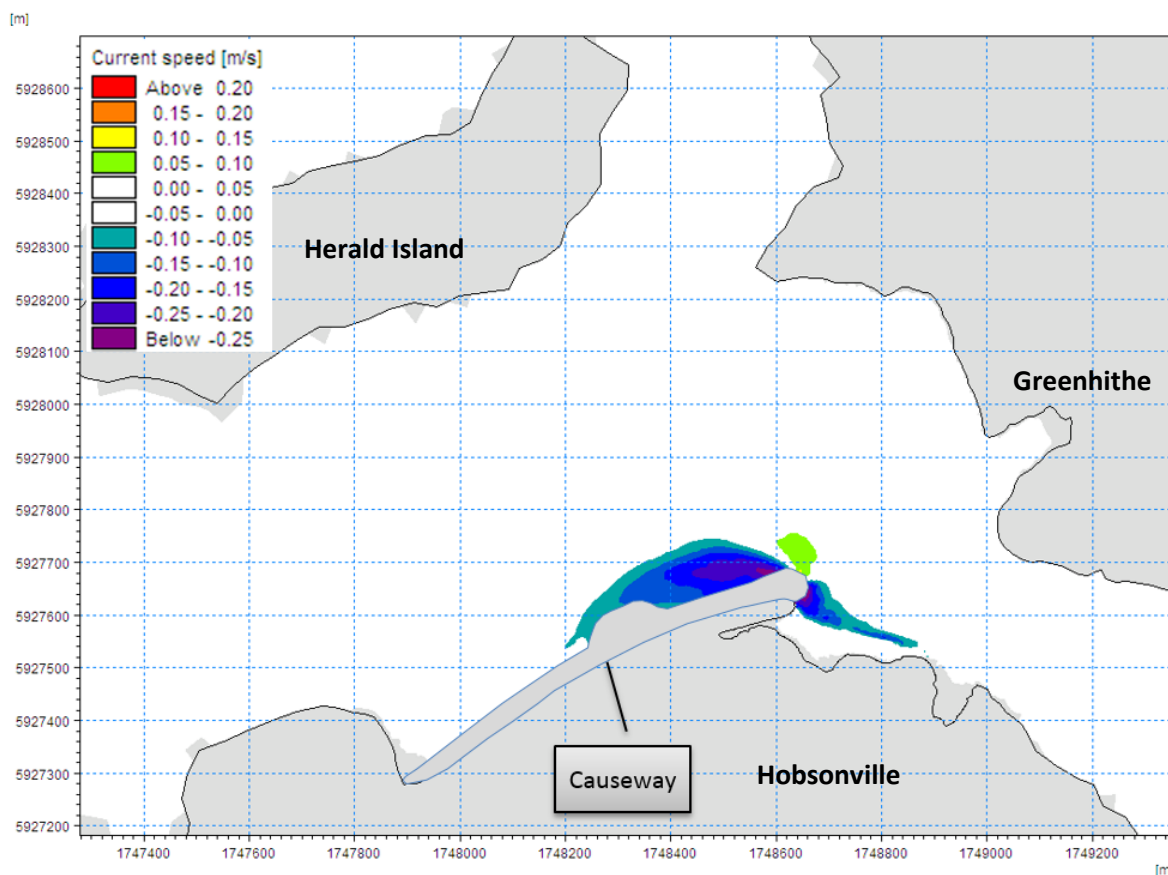 [m]
Current speed [m/s]
Above 0.20
0.15 - 0.20
0.10 - 0.15
0.05 - 0.10
0.00 - 0.05
-0.05 - 0.00
-0.10 - -0.05
-0.15 - -0.10
-0.20 - -0.15
-0.25 - -0.20
Below -0.25
5928600
5928500
5928400
5928300
5928200
5928100
5928000
5927900
5927800
5927700
5927600
5927500
5927400
5927300
5927200
Herald Island
Greenhithe
Causeway
Hobsonville
1747400 1747600 1747800 1748000 1748200 1748400 1748600 1748800 1749000 1749200
[m